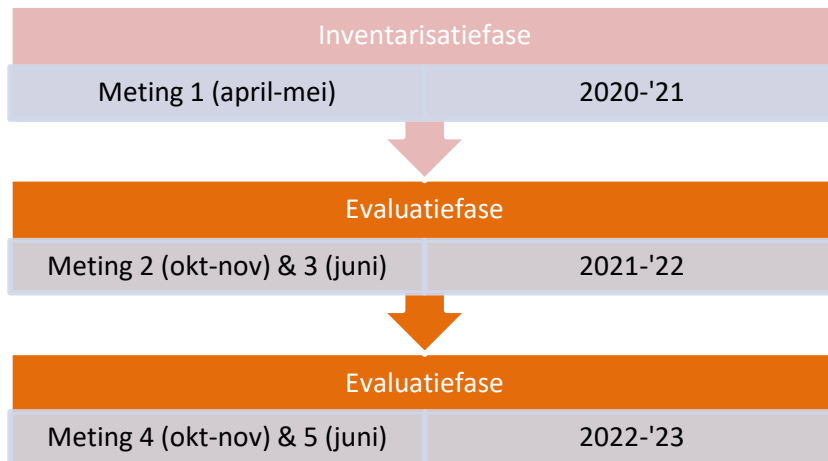 Inventarisatiefase
Meting 1 (april-mei) 2020-'21
Evaluatiefase
Meting 2 (okt-nov) & 3 (juni) 2021-'22
Evaluatiefase
Meting 4 (okt-nov) & 5 (juni) 2022-'23